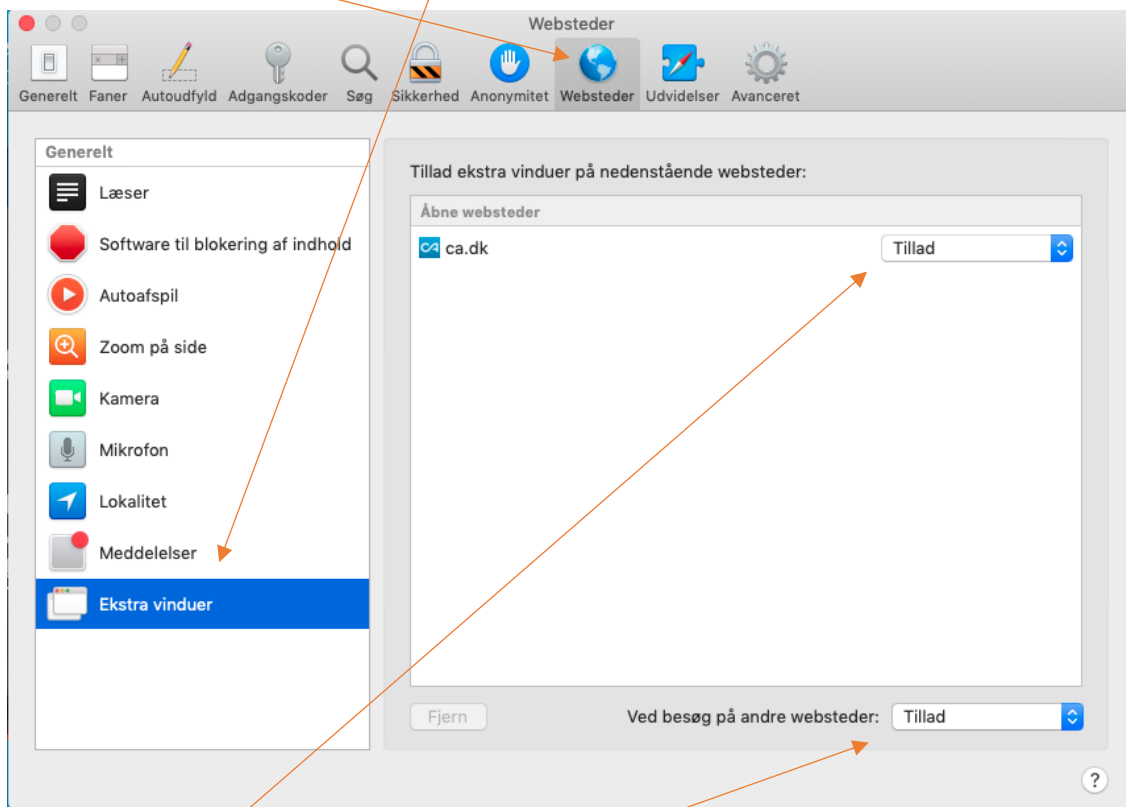 Websteder
Generelt Faner Autoudfyld Adgangskoder Søg Sikkerhed Anonymitet Websteder Udvidelser Avanceret
Generelt
Læser
Software til blokering af indhold
Autoafspil
Zoom på side
Kamera
Mikrofon
Lokalitet
Meddelelser
Ekstra vinduer
Tillad ekstra vinduer på nedenstående websteder:
Åbne websteder
ca.dk Tillad
Fjern Ved besøg på andre websteder: Tillad
?